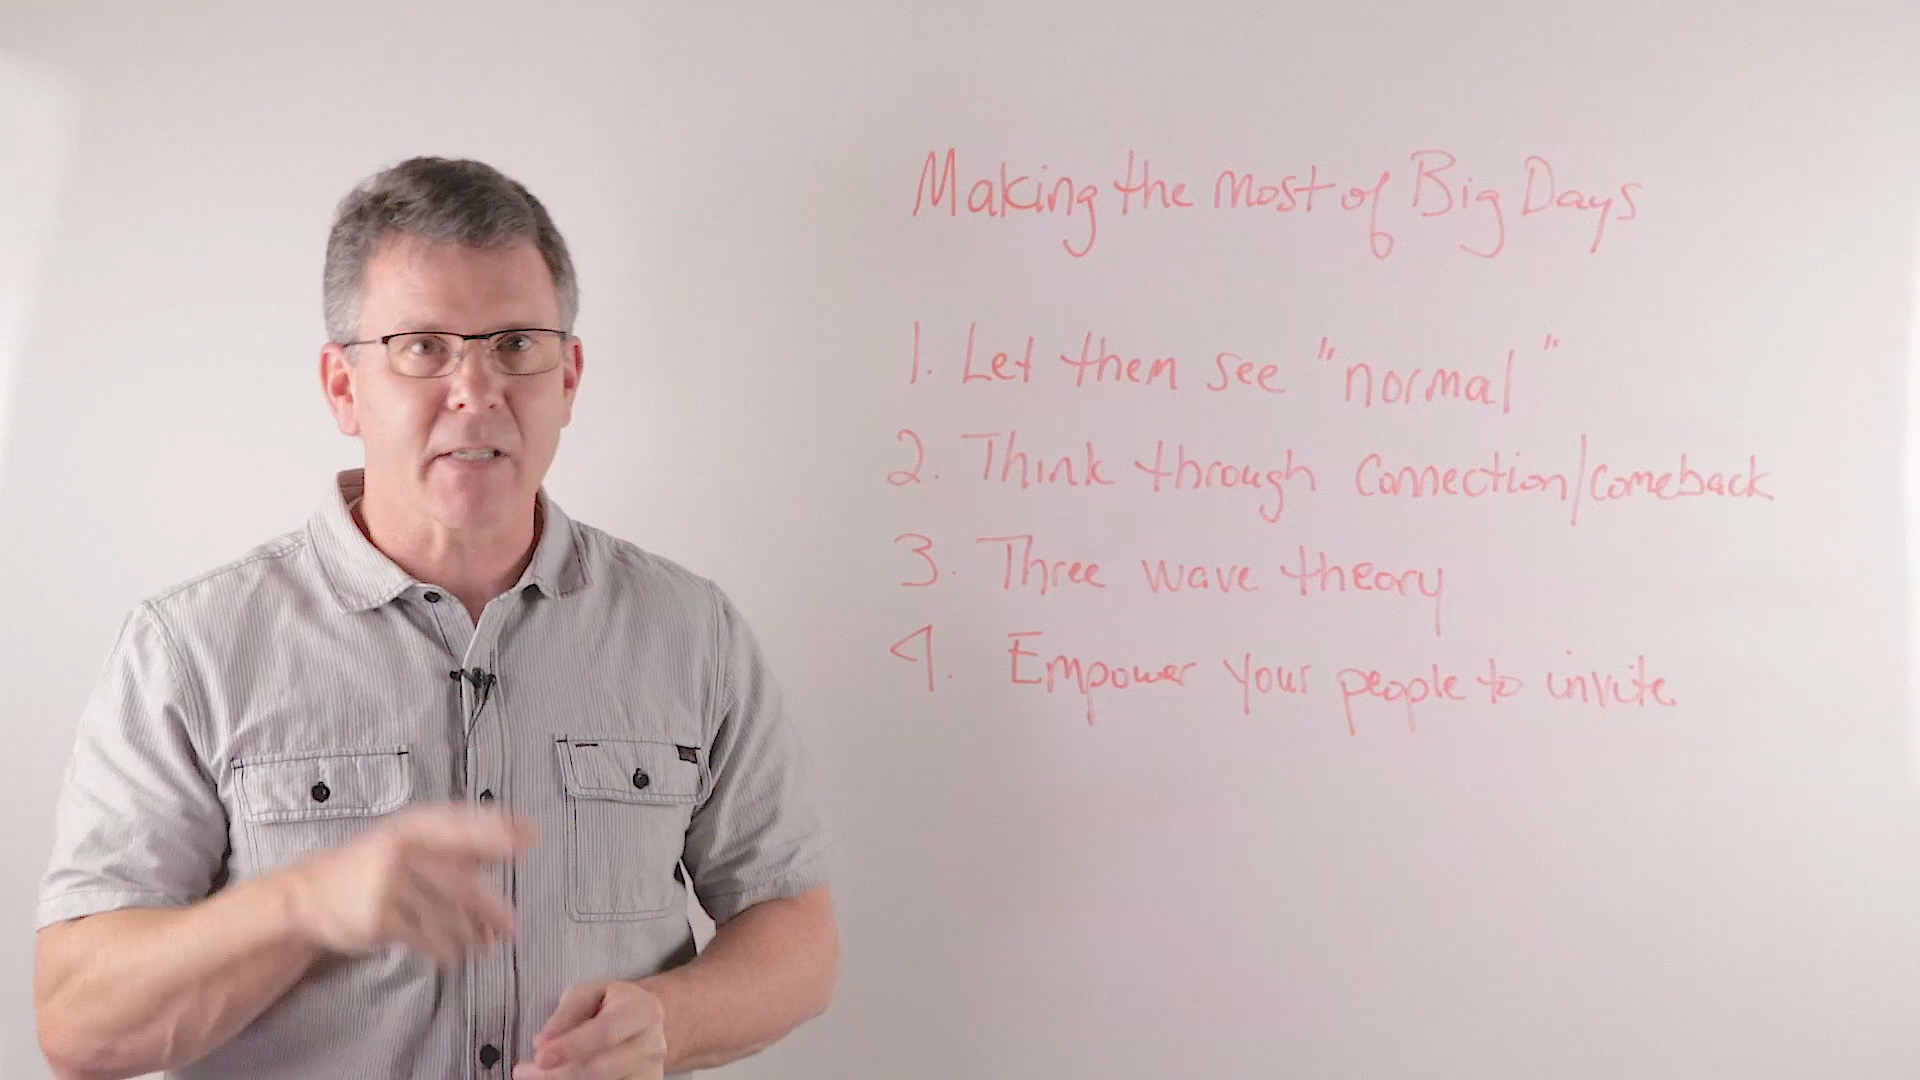 Making the most of Big Days
1. Let them see "normal"
2. Think through Connection/comeback
3. Three wave theory
4. Empower your people to invite